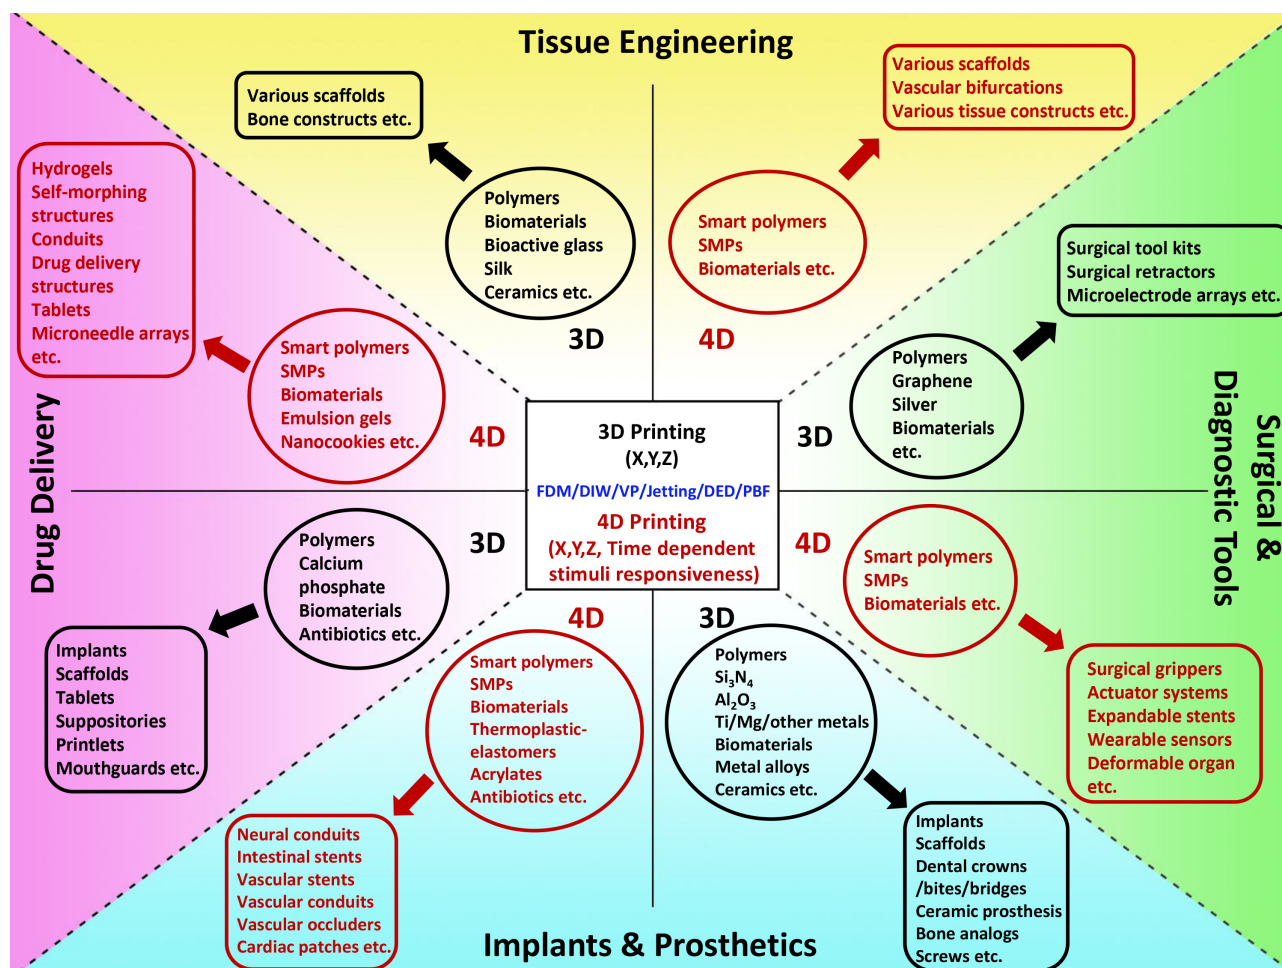 Tissue Engineering
Various scaffolds
Bone constructs etc.
Polymers
Biomaterials
Bioactive glass
Silk
Ceramics etc.
3D
Various scaffolds
Vascular bifurcations
Various tissue constructs etc.
Smart polymers
SMPs
Biomaterials etc.
4D
Surgical &
Diagnostic Tools
Surgical tool kits
Surgical retractors
Microelectrode arrays etc.
Polymers
Graphene
Silver
Biomaterials
etc.
3D
4D
Smart polymers
SMPs
Biomaterials etc.
Surgical grippers
Actuator systems
Expandable stents
Wearable sensors
Deformable organ
etc.
3D Printing
(X,Y,Z)
FDM/DIW/VP/Jetting/DED/PBF
4D Printing
(X,Y,Z, Time dependent
stimuli responsiveness)
Drug Delivery
Hydrogels
Self-morphing
structures
Conduits
Drug delivery
structures
Tablets
Microneedle arrays
etc.
Smart polymers
SMPs
Biomaterials
Emulsion gels
Nanocookies etc.
4D
3D
Polymers
Calcium
phosphate
Biomaterials
Antibiotics etc.
Implants
Scaffolds
Tablets
Suppositories
Printlets
Mouthguards etc.
4D
Smart polymers
SMPs
Biomaterials
Thermoplastic-
elastomers
Acrylates
Antibiotics etc.
Neural conduits
Intestinal stents
Vascular stents
Vascular conduits
Vascular occluders
Cardiac patches etc.
3D
Polymers
Si₃N₄
Al₂O₃
Ti/Mg/other metals
Biomaterials
Metal alloys
Ceramics etc.
Implants
Scaffolds
Dental crowns
/bites/bridges
Ceramic prosthesis
Bone analogs
Screws etc.
Implants & Prosthetics